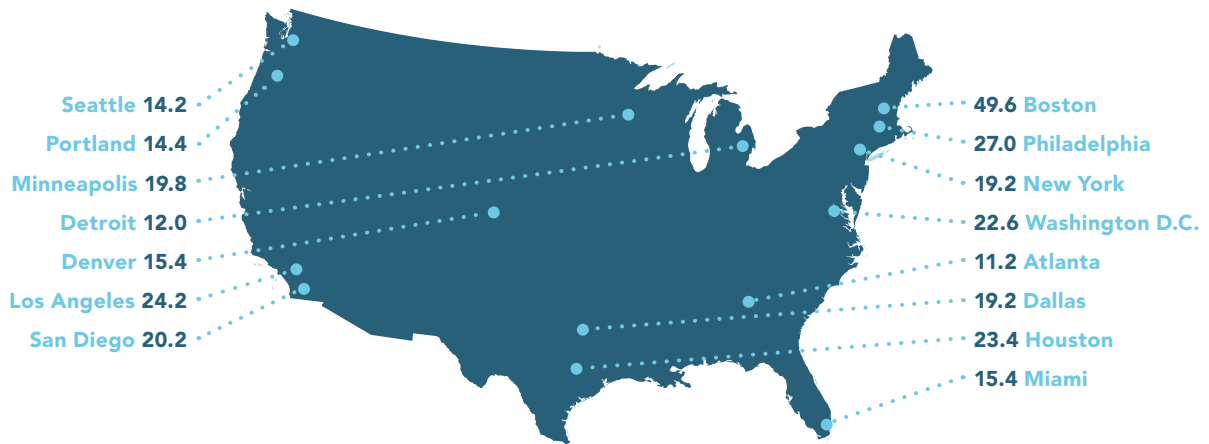 Seattle 14.2
Portland 14.4
Minneapolis 19.8
Detroit 12.0
Denver 15.4
Los Angeles 24.2
San Diego 20.2
49.6 Boston
27.0 Philadelphia
19.2 New York
22.6 Washington D.C.
11.2 Atlanta
19.2 Dallas
23.4 Houston
15.4 Miami